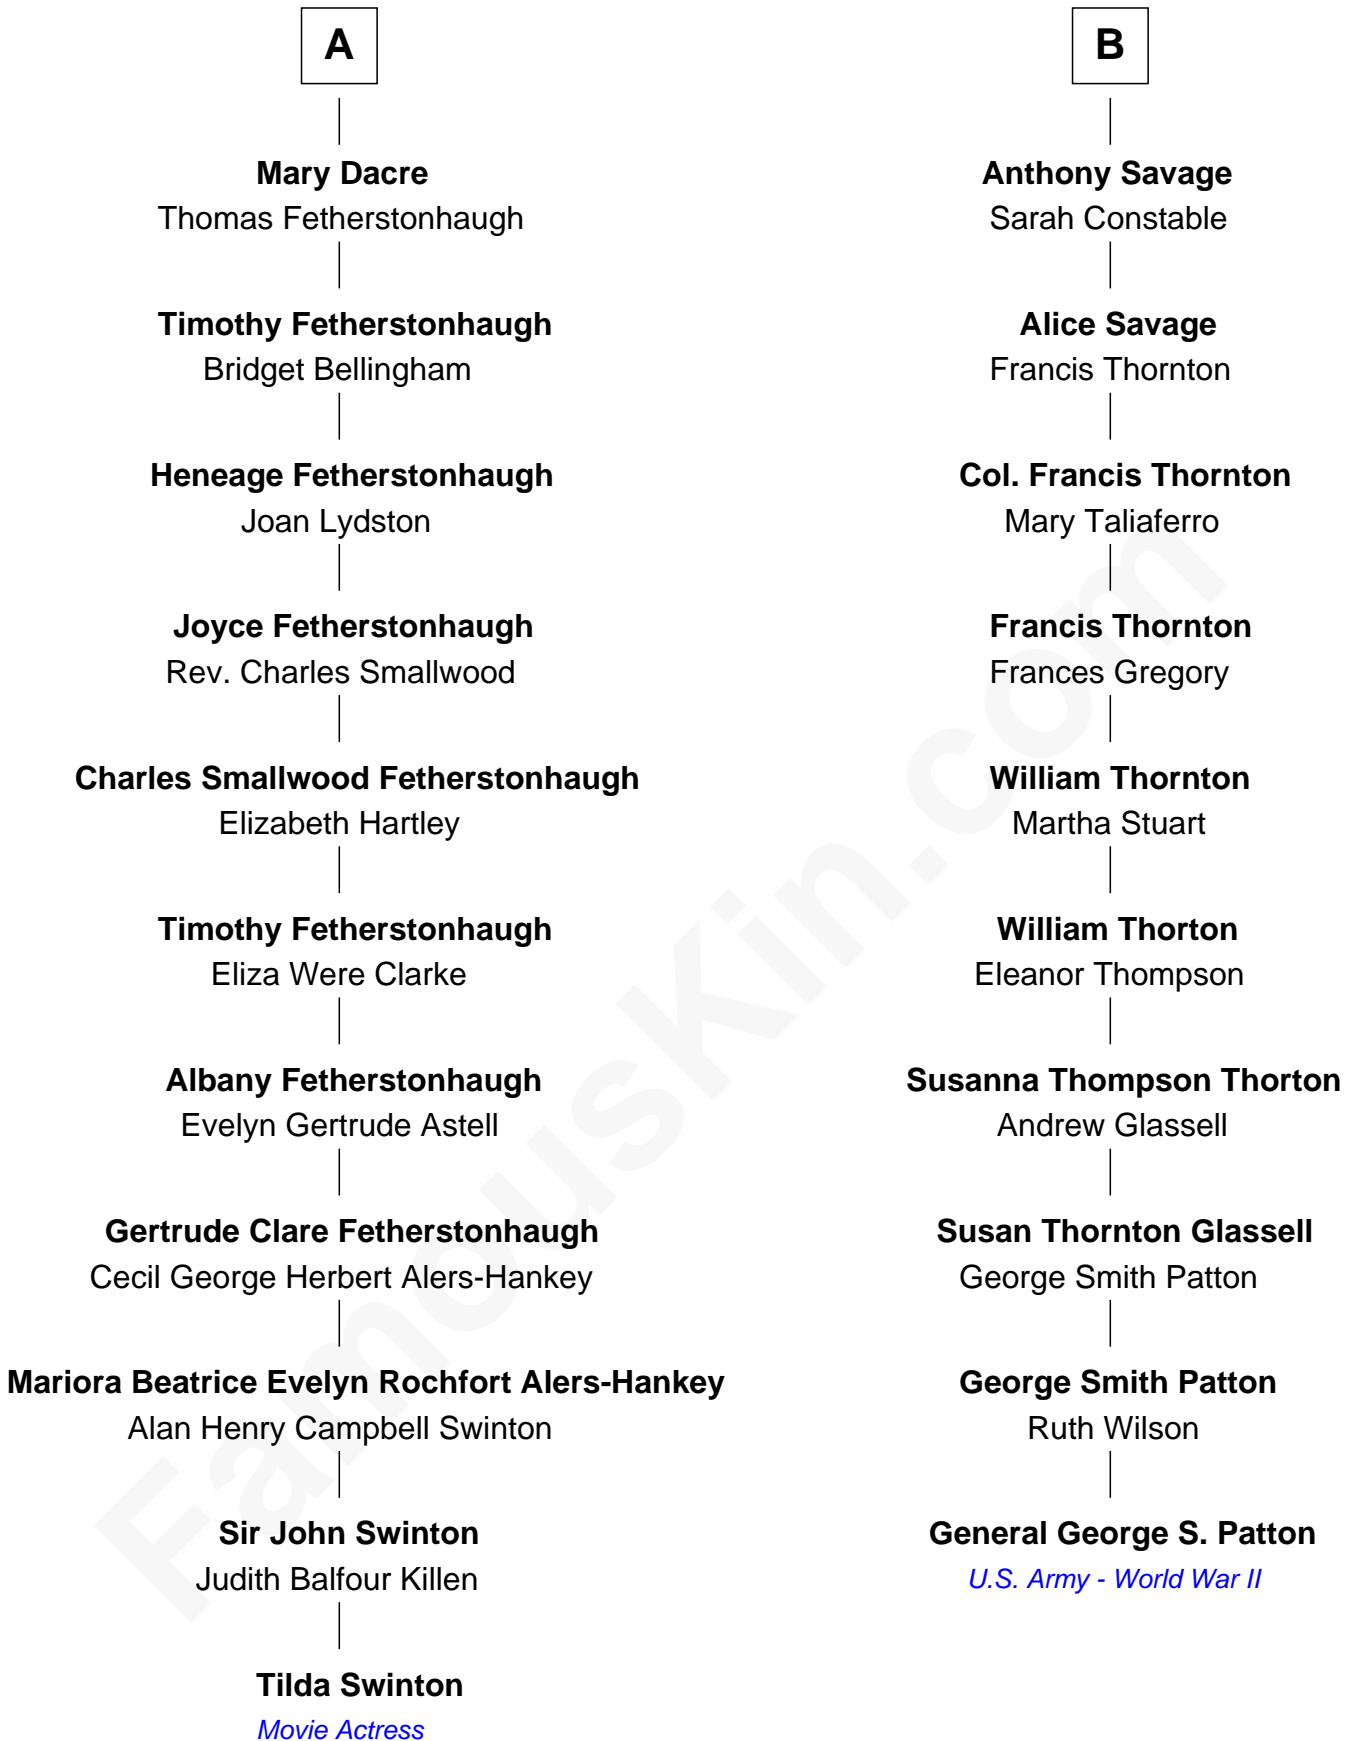 A
Mary Dacre
Thomas Fetherstonhaugh
Timothy Fetherstonhaugh
Bridget Bellingham
Heneage Fetherstonhaugh
Joan Lydston
Joyce Fetherstonhaugh
Rev. Charles Smallwood
Charles Smallwood Fetherstonhaugh
Elizabeth Hartley
Timothy Fetherstonhaugh
Eliza Were Clarke
Albany Fetherstonhaugh
Evelyn Gertrude Astell
Gertrude Clare Fetherstonhaugh
Cecil George Herbert Alers-Hankey
Mariora Beatrice Evelyn Rochfort Alers-Hankey
Alan Henry Campbell Swinton
Sir John Swinton
Judith Balfour Killen
Tilda Swinton
Movie Actress
B
Anthony Savage
Sarah Constable
Alice Savage
Francis Thornton
Col. Francis Thornton
Mary Taliaferro
Francis Thornton
Frances Gregory
William Thornton
Martha Stuart
William Thorton
Eleanor Thompson
Susanna Thompson Thorton
Andrew Glassell
Susan Thornton Glassell
George Smith Patton
George Smith Patton
Ruth Wilson
General George S. Patton
U.S. Army - World War II
FamousKin.com